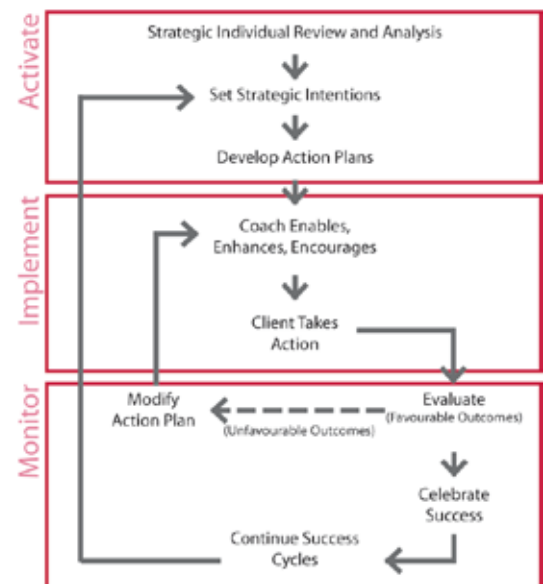 Activate
Strategic Individual Review and Analysis
Set Strategic Intentions
Develop Action Plans
Implement
Coach Enables,
Enhances, Encourages
Client Takes
Action
Monitor
Modify
Action Plan
(Unfavourable Outcomes)
Evaluate
(Favourable Outcomes)
Celebrate
Success
Continue Success
Cycles